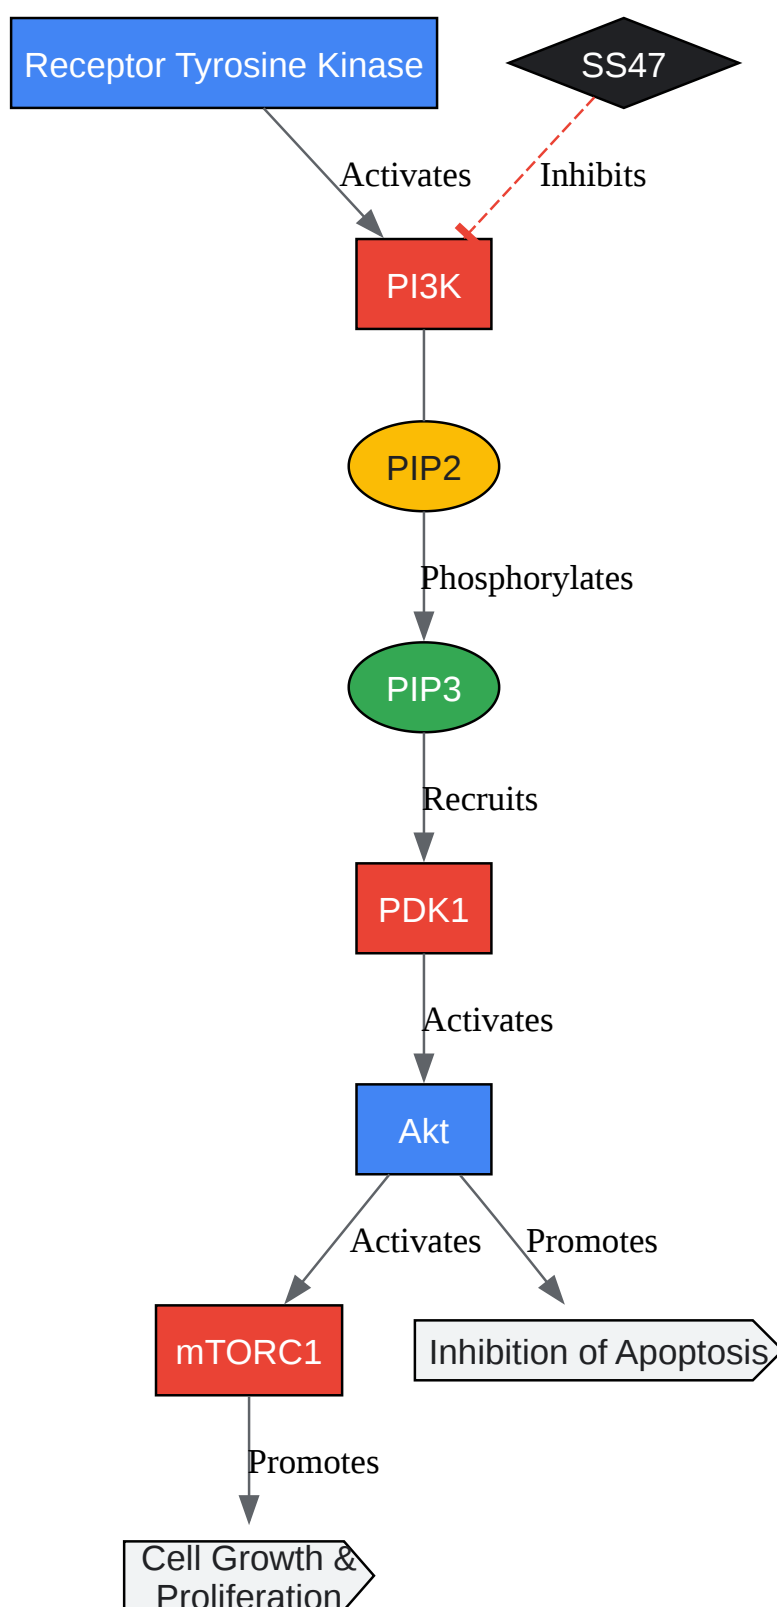 Receptor Tyrosine Kinase
SS47
Activates
Inhibits
PI3K
PIP2
Phosphorylates
PIP3
Recruits
PDK1
Activates
Akt
Activates
Promotes
mTORC1
Inhibition of Apoptosis
Promotes
Cell Growth &
Proliferation